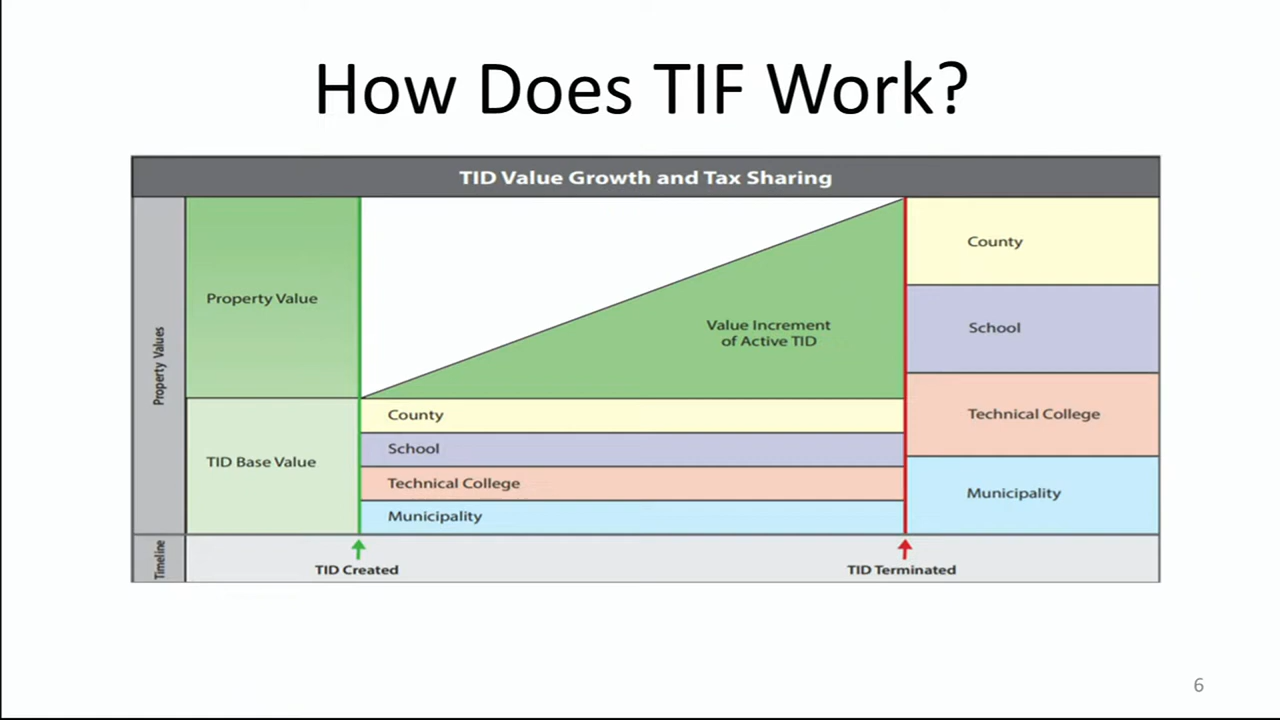 How Does TIF Work?
TID Value Growth and Tax Sharing
Property Values
Property Value
TID Base Value
Value Increment
of Active TID
County
School
Technical College
Municipality
County
School
Technical College
Municipality
Timeline
TID Created
TID Terminated
6